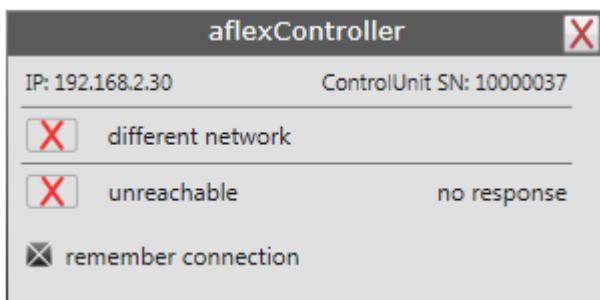 aflexController
IP: 192.168.2.30 ControlUnit SN: 10000037
different network
unreachable no response
remember connection